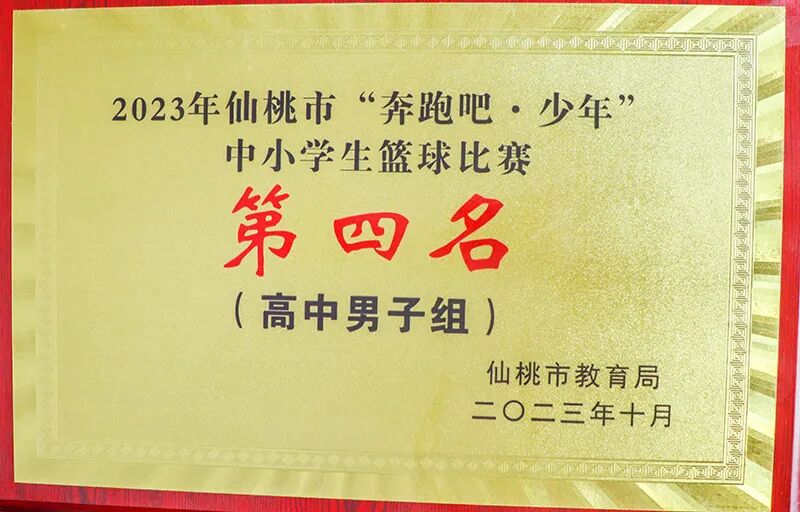 2023年仙桃市“奔跑吧·少年”
中小学生篮球比赛
第四名
（高中男子组）
仙桃市教育局
二〇二三年十月